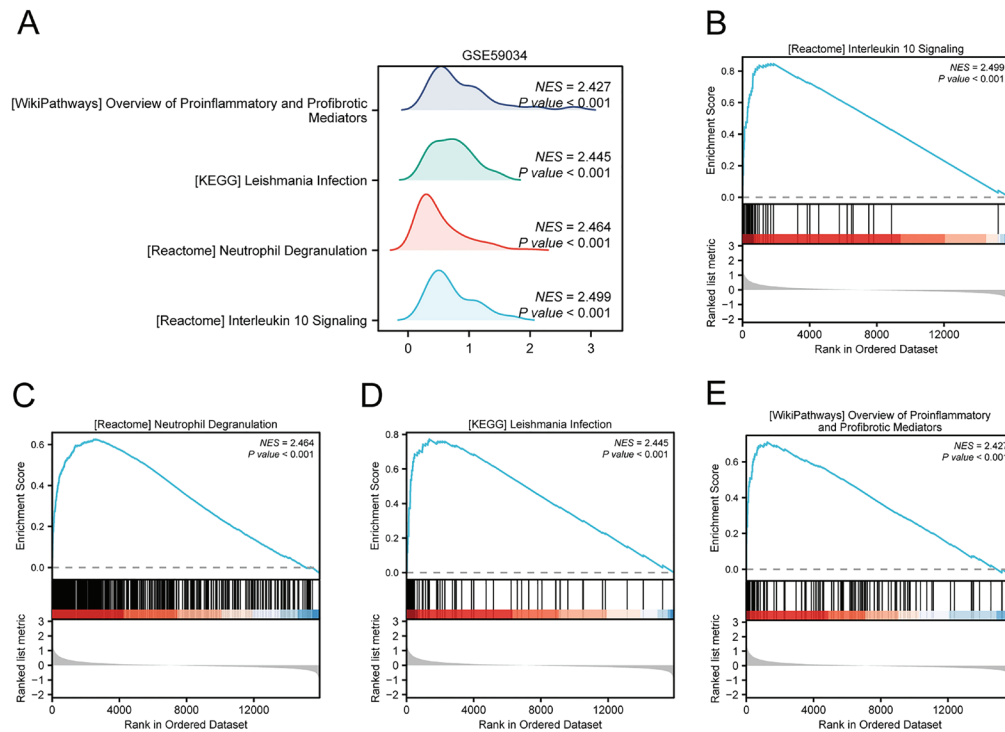 A
GSE59034
[WikiPathways] Overview of Proinflammatory and Profibrotic
Mediators
NES = 2.427
P value < 0.001
[KEGG] Leishmania Infection
NES = 2.445
P value < 0.001
[Reactome] Neutrophil Degranulation
NES = 2.464
P value < 0.001
[Reactome] Interleukin 10 Signaling
NES = 2.499
P value < 0.001
0 1 2 3
B
[Reactome] Interleukin 10 Signaling
NES = 2.499
P value < 0.001
Enrichment Score
0.8
0.6
0.4
0.2
0.0
Ranked list metric
3
2
1
0
−1
−2
4000 8000 12000
Rank in Ordered Dataset
C
[Reactome] Neutrophil Degranulation
NES = 2.464
P value < 0.001
Enrichment Score
0.6
0.4
0.2
0.0
Ranked list metric
3
2
1
0
−1
−2
4000 8000 12000
Rank in Ordered Dataset
D
[KEGG] Leishmania Infection
NES = 2.445
P value < 0.001
Enrichment Score
0.8
0.6
0.4
0.2
0.0
Ranked list metric
3
2
1
0
−1
−2
4000 8000 12000
Rank in Ordered Dataset
E
[WikiPathways] Overview of Proinflammatory
and Profibrotic Mediators
NES = 2.427
P value < 0.001
Enrichment Score
0.6
0.4
0.2
0.0
Ranked list metric
3
2
1
0
−1
−2
4000 8000 12000
Rank in Ordered Dataset